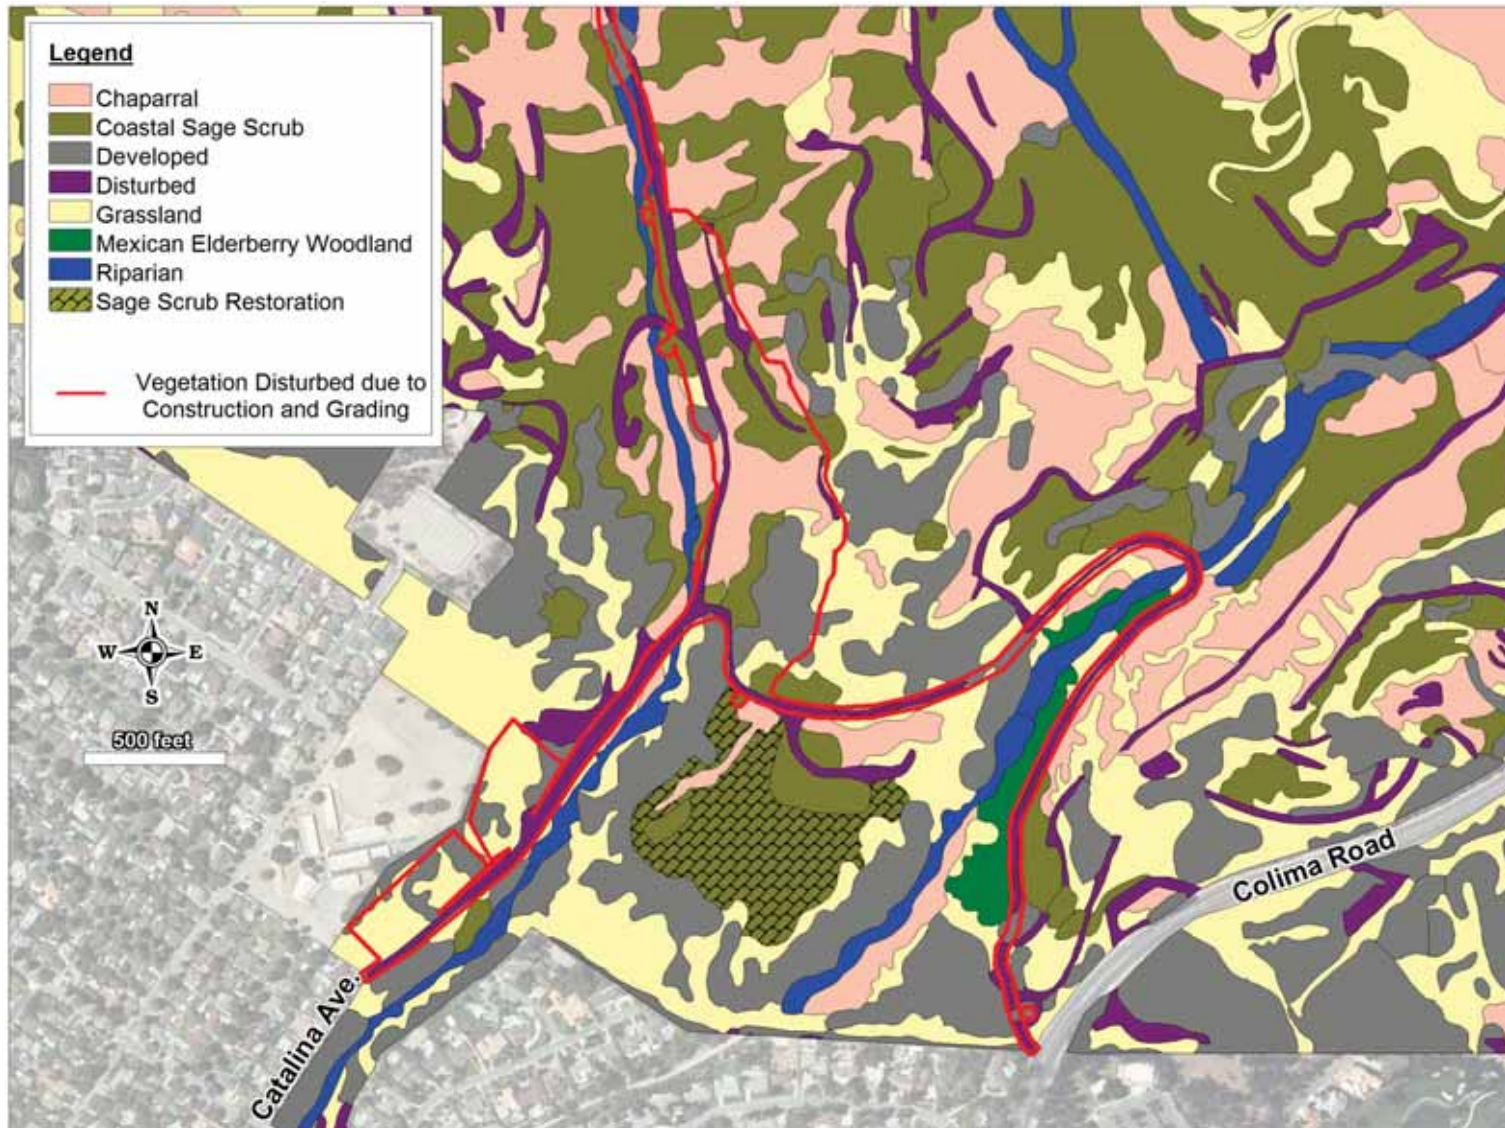 Legend
Chaparral
Coastal Sage Scrub
Developed
Disturbed
Grassland
Mexican Elderberry Woodland
Riparian
Sage Scrub Restoration
Vegetation Disturbed due to
Construction and Grading
N
W E
S
500 feet
Colima Road
Catalina Ave.